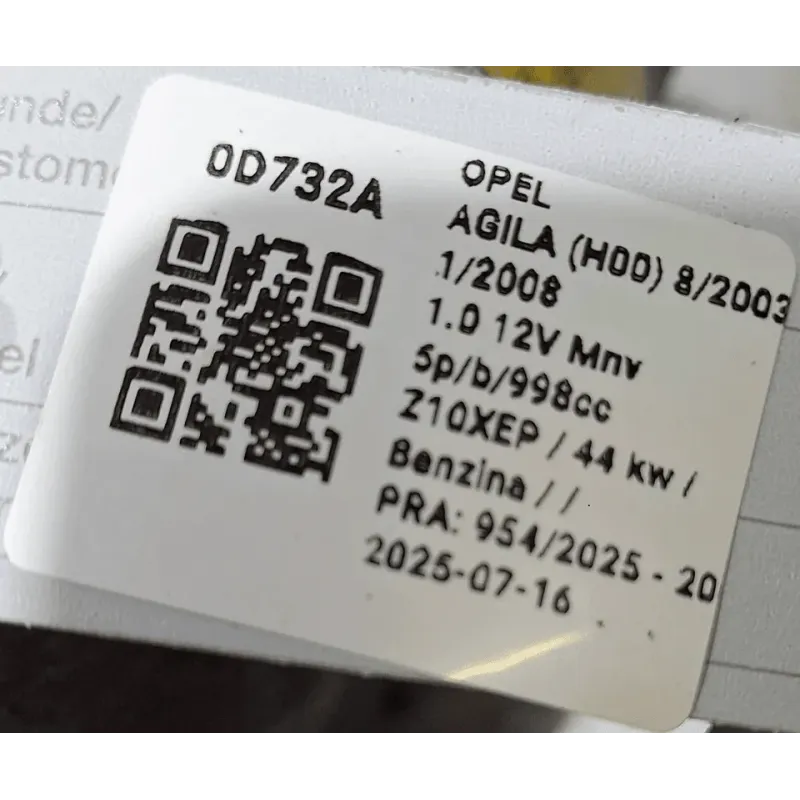 0D732A
OPEL
AGILA (H00) 8/2003
1/2008
1.0 12V Mnv
5p/b/998cc
Z10XEP / 44 kw /
Benzina / /
PRA: 954/2025 - 20
2025-07-16